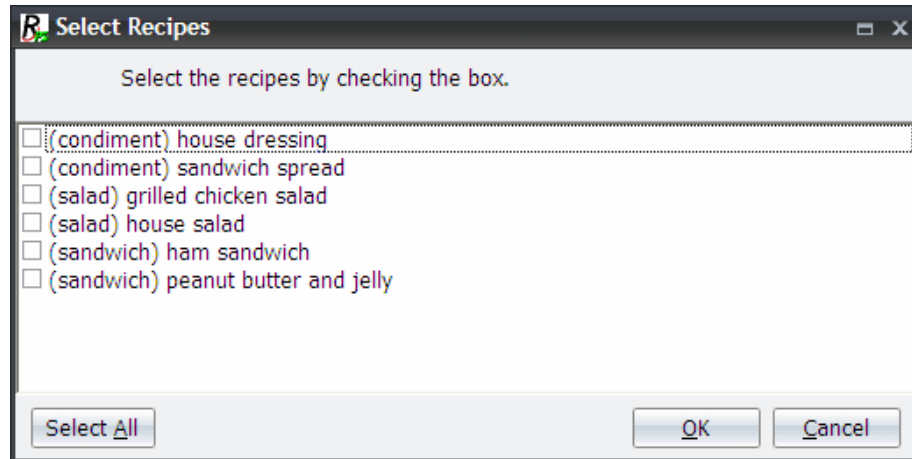 R Select Recipes
Select the recipes by checking the box.
(condiment) house dressing
(condiment) sandwich spread
(salad) grilled chicken salad
(salad) house salad
(sandwich) ham sandwich
(sandwich) peanut butter and jelly
Select All OK Cancel